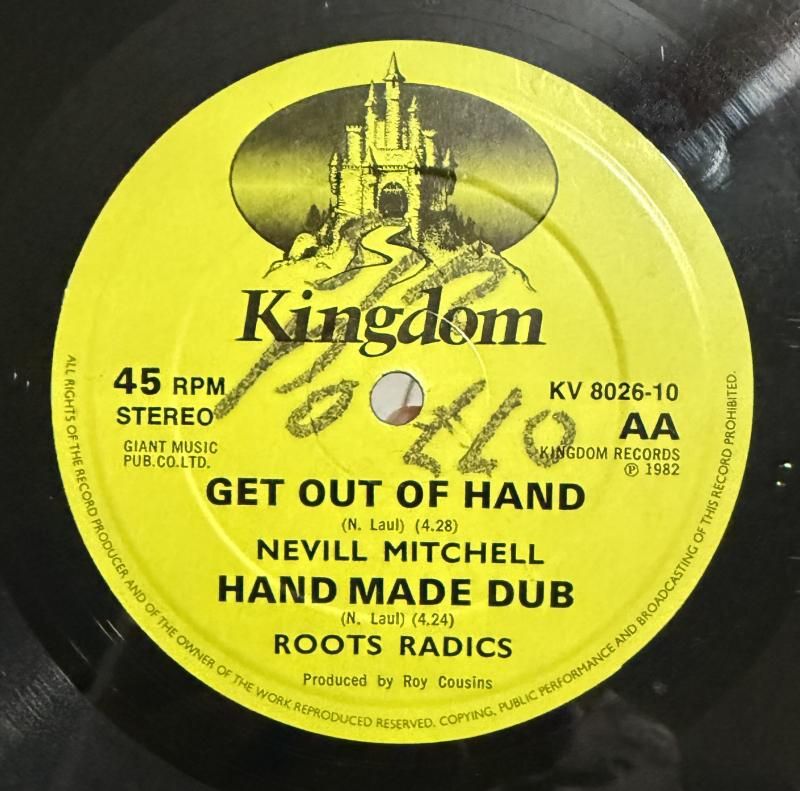 Kingdom
45 RPM
STEREO
GIANT MUSIC
PUB.CO.LTD.
KV 8026-10
AA
KINGDOM RECORDS
℗ 1982
GET OUT OF HAND
(N. Laul) (4.28)
NEVILL MITCHELL
HAND MADE DUB
(N. Laul) (4.24)
ROOTS RADICS
Produced by Roy Cousins
ALL RIGHTS OF THE RECORD PRODUCER AND OF THE OWNER OF THE WORK REPRODUCED RESERVED. COPYING, PUBLIC PERFORMANCE AND BROADCASTING OF THIS RECORD PROHIBITED.